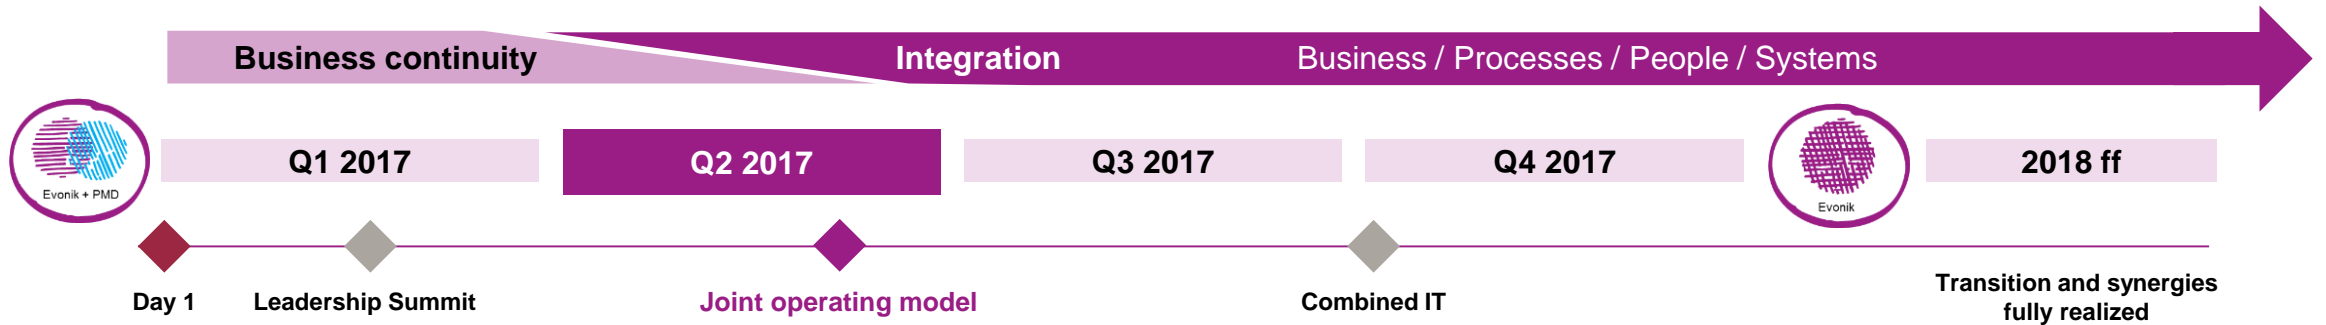 Business continuity
Integration
Business / Processes / People / Systems
Evonik + PMD
Q1 2017
Q2 2017
Q3 2017
Q4 2017
Evonik
2018 ff
Day 1
Leadership Summit
Joint operating model
Combined IT
Transition and synergies
fully realized